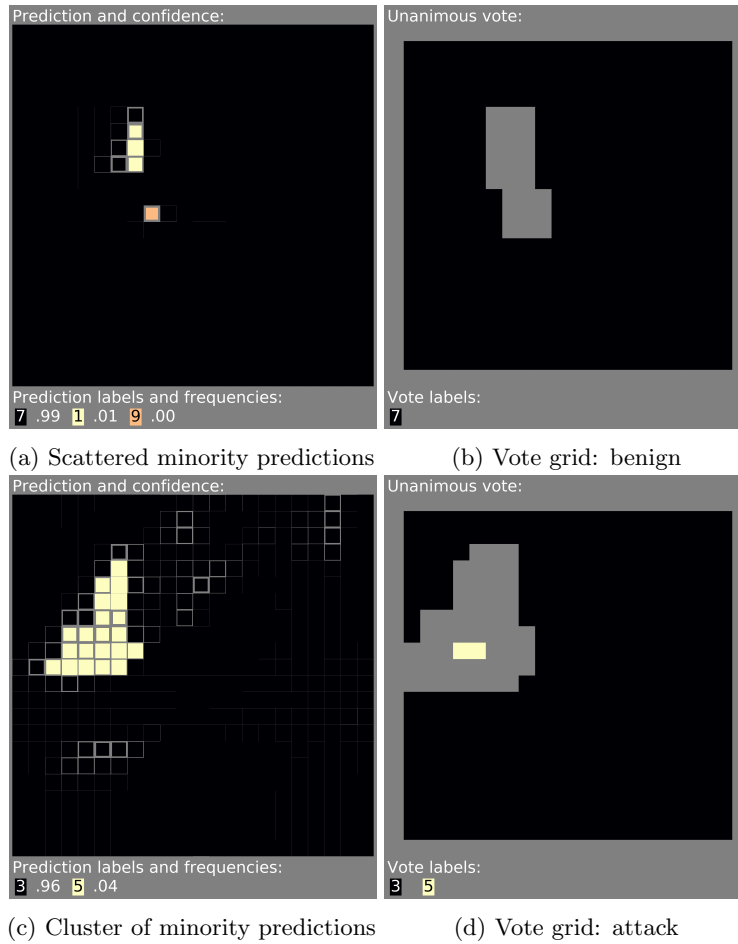 Prediction and confidence:
Unanimous vote:
Prediction labels and frequencies:
7 .99 1 .01 9 .00
Vote labels:
7
(a) Scattered minority predictions
(b) Vote grid: benign
Prediction and confidence:
Unanimous vote:
Prediction labels and frequencies:
3 .96 5 .04
Vote labels:
3 5
(c) Cluster of minority predictions
(d) Vote grid: attack